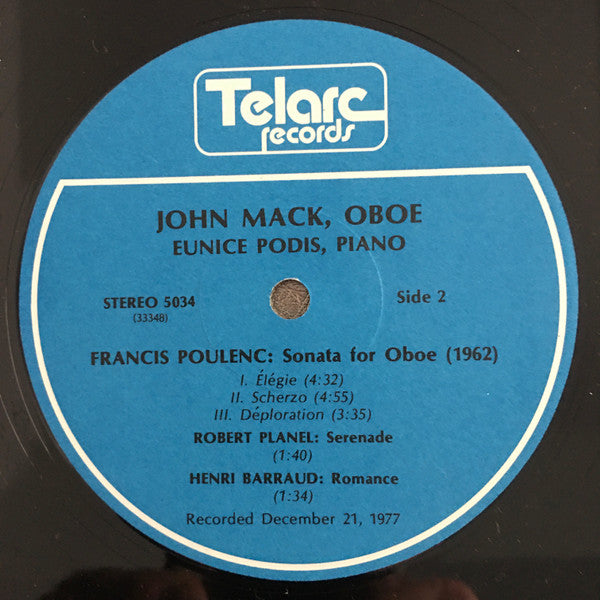 Telarc
records
JOHN MACK, OBOE
EUNICE PODIS, PIANO
STEREO 5034
(33348)
Side 2
FRANCIS POULENC: Sonata for Oboe (1962)
I. Élégie (4:32)
II. Scherzo (4:55)
III. Déploration (3:35)
ROBERT PLANEL: Serenade
(1:40)
HENRI BARRAUD: Romance
(1:34)
Recorded December 21, 1977